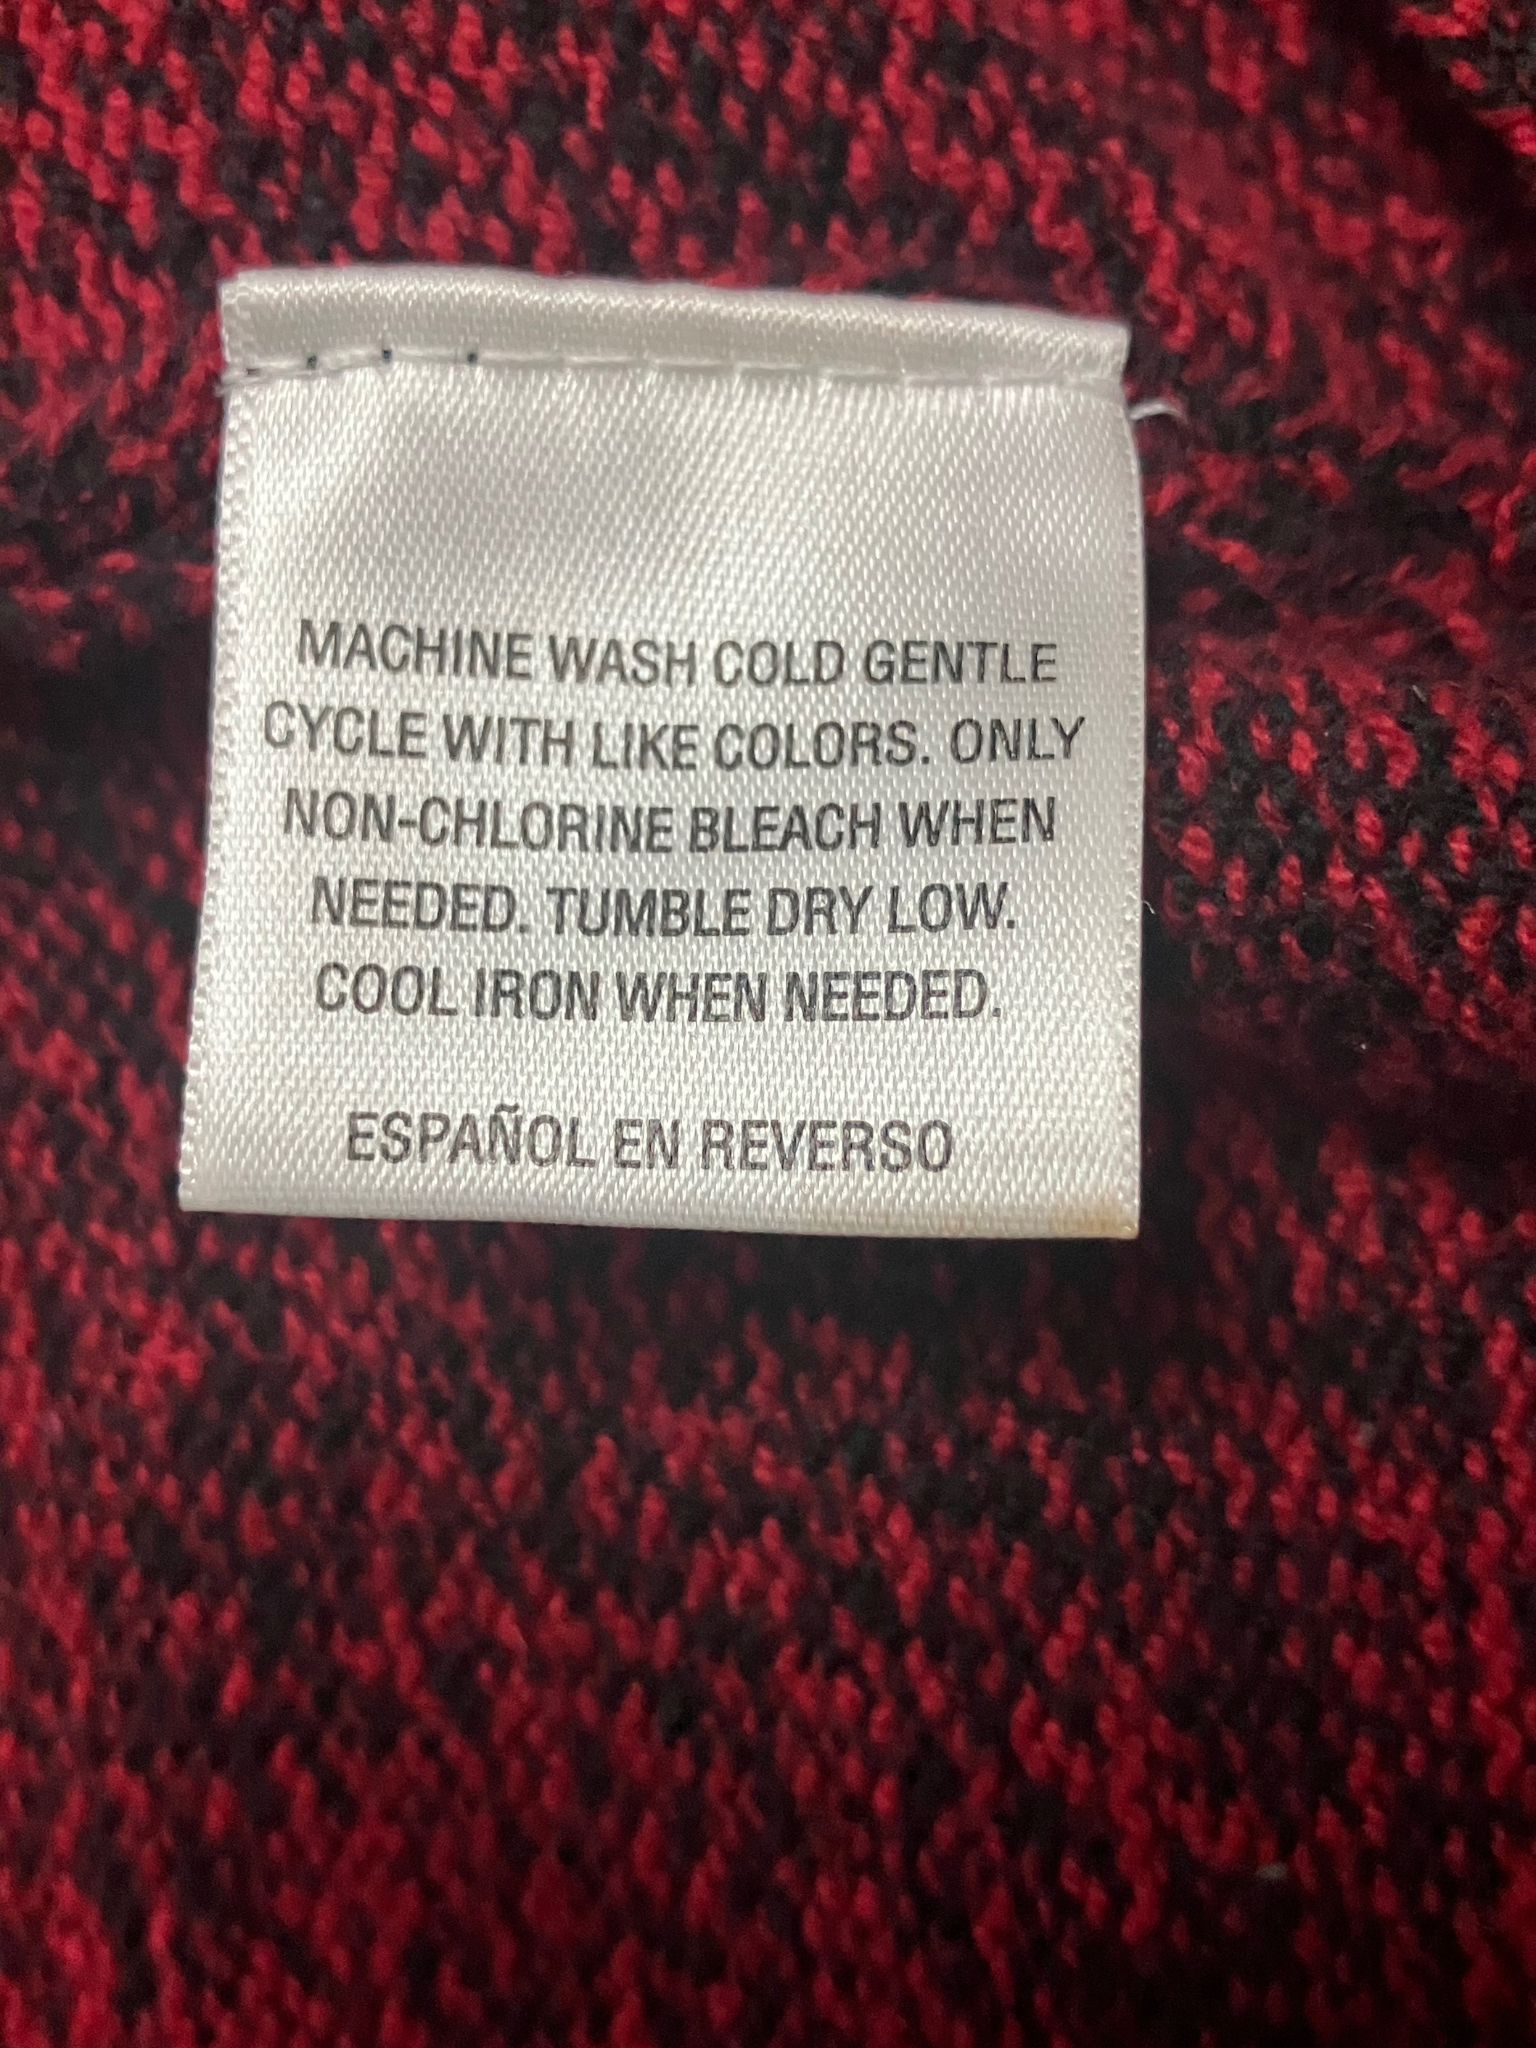 MACHINE WASH COLD GENTLE
CYCLE WITH LIKE COLORS. ONLY
NON-CHLORINE BLEACH WHEN
NEEDED. TUMBLE DRY LOW.
COOL IRON WHEN NEEDED.
ESPAÑOL EN REVERSO